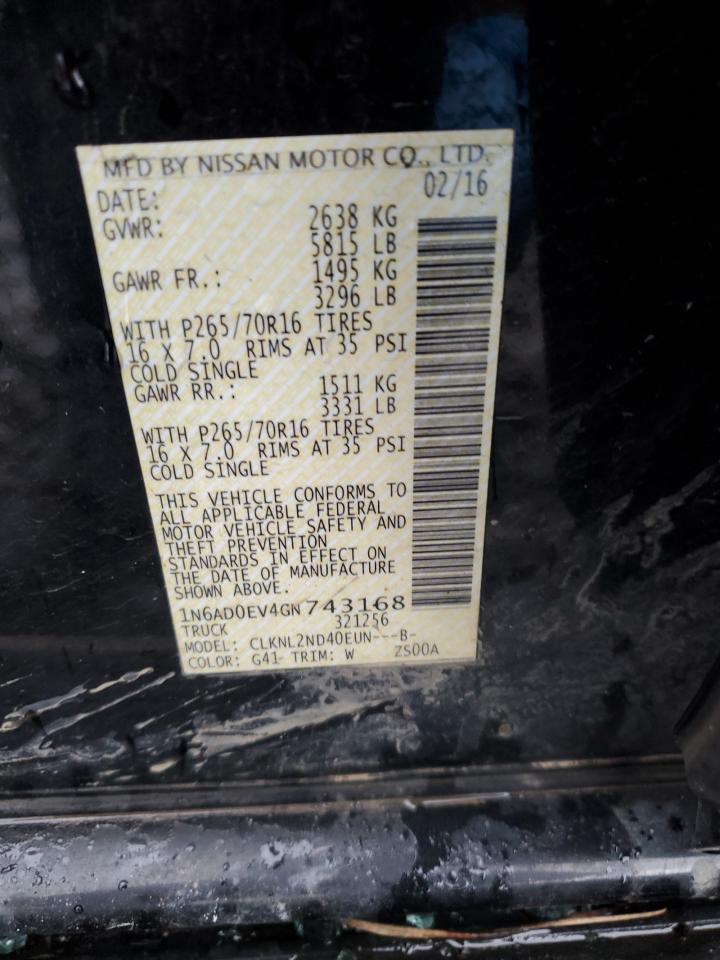 MFD BY NISSAN MOTOR CO., LTD.
DATE: 02/16
GVWR: 2638 KG
5815 LB
GAWR FR.: 1495 KG
3296 LB
WITH P265/70R16 TIRES
16 X 7.0 RIMS AT 35 PSI
COLD SINGLE
GAWR RR.: 1511 KG
3331 LB
WITH P265/70R16 TIRES
16 X 7.0 RIMS AT 35 PSI
COLD SINGLE
THIS VEHICLE CONFORMS TO
ALL APPLICABLE FEDERAL
MOTOR VEHICLE SAFETY AND
THEFT PREVENTION
STANDARDS IN EFFECT ON
THE DATE OF MANUFACTURE
SHOWN ABOVE.
1N6AD0EV4GN743168
TRUCK 321256
MODEL: CLKNL2ND40EUN---B-
COLOR: G41 TRIM: W ZS00A